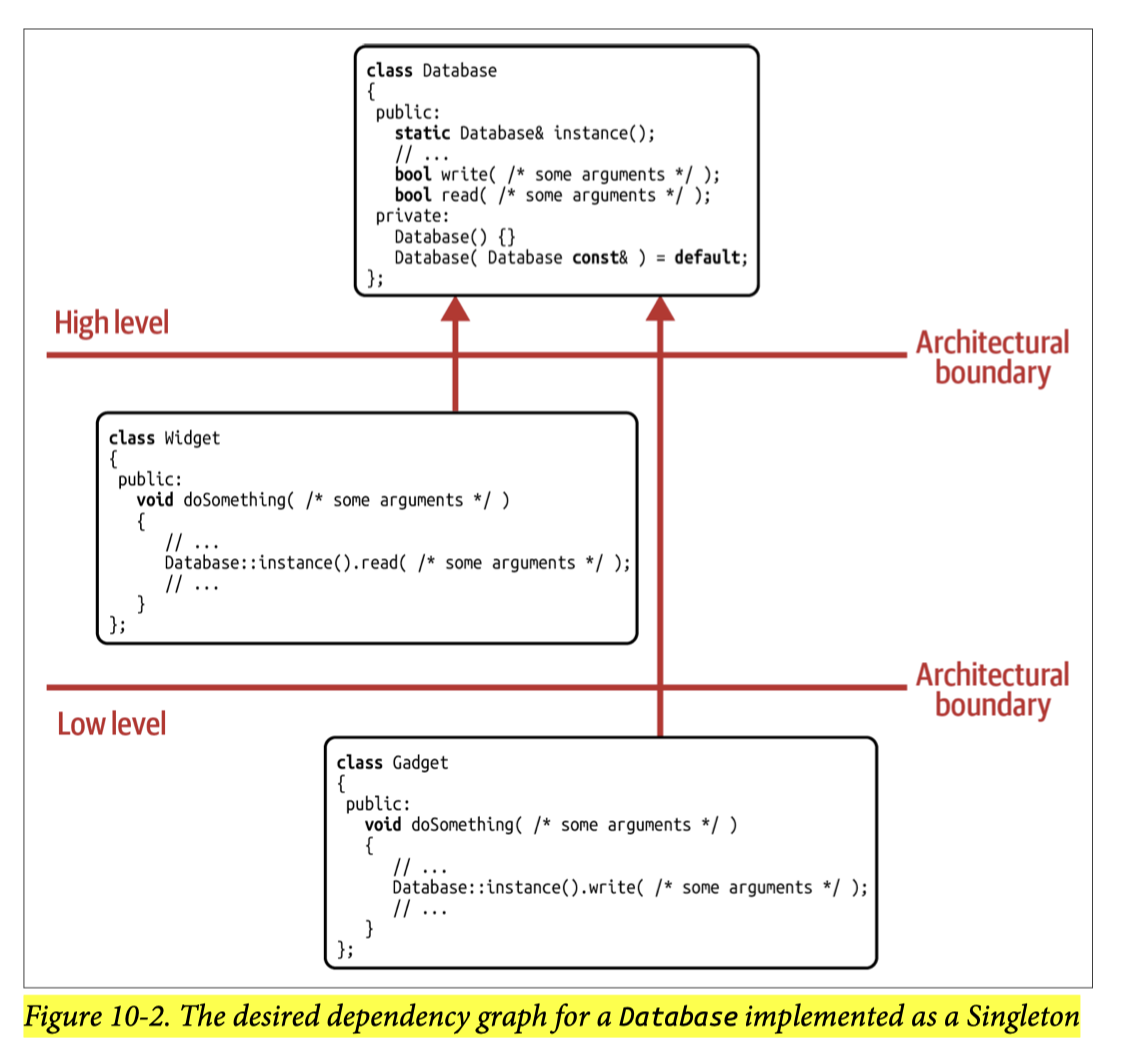 class Database
{
public:
static Database& instance();
// ...
bool write( /* some arguments */ );
bool read( /* some arguments */ );
private:
Database() {}
Database( Database const& ) = default;
};
High level
Architectural
boundary
class Widget
{
public:
void doSomething( /* some arguments */ )
{
// ...
Database::instance().read( /* some arguments */ );
// ...
}
};
Architectural
boundary
Low level
class Gadget
{
public:
void doSomething( /* some arguments */ )
{
// ...
Database::instance().write( /* some arguments */ );
// ...
}
};
Figure 10-2. The desired dependency graph for a Database implemented as a Singleton